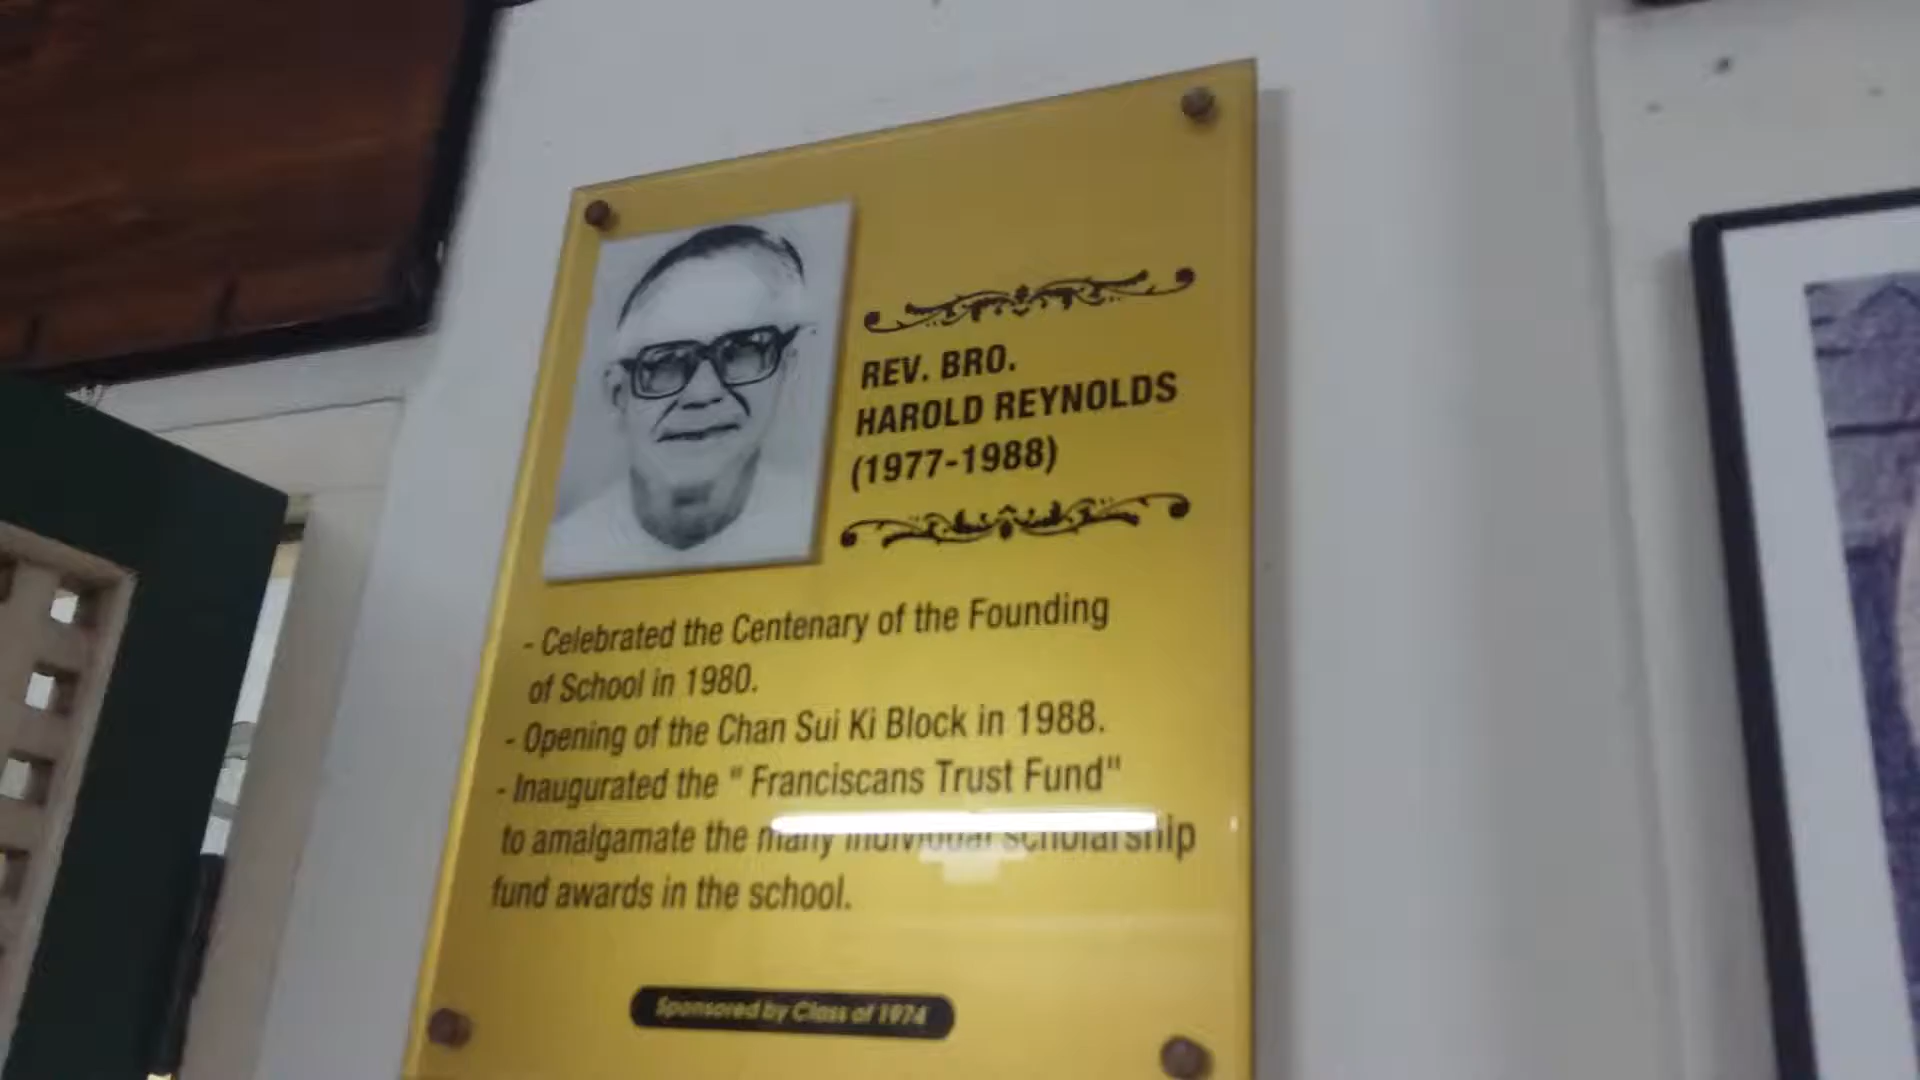 REV. BRO.
HAROLD REYNOLDS
(1977-1988)
- Celebrated the Centenary of the Founding
of School in 1980.
- Opening of the Chan Sui Ki Block in 1988.
- Inaugurated the " Franciscans Trust Fund"
to amalgamate the many individual scholarship
fund awards in the school.
Sponsored by Class of 1974